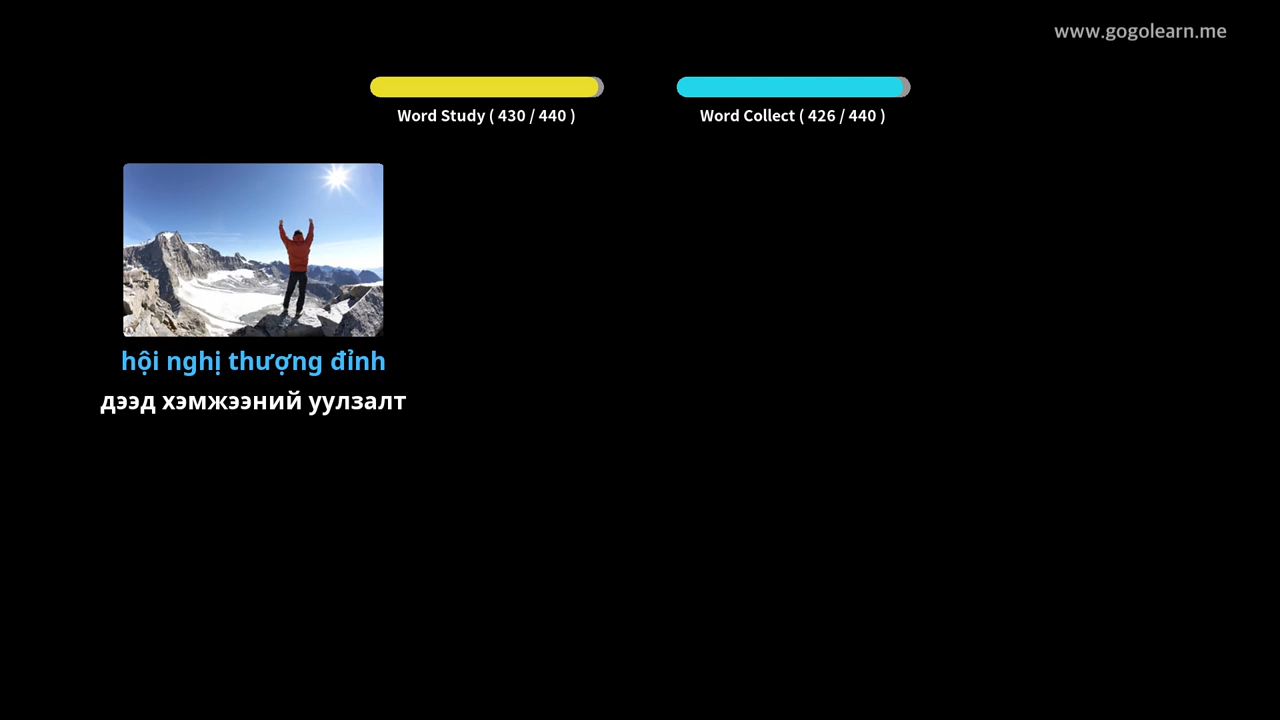 www.gogolearn.me
Word Study ( 430 / 440 )
Word Collect ( 426 / 440 )
hội nghị thượng đỉnh
дээд хэмжээний уулзалт